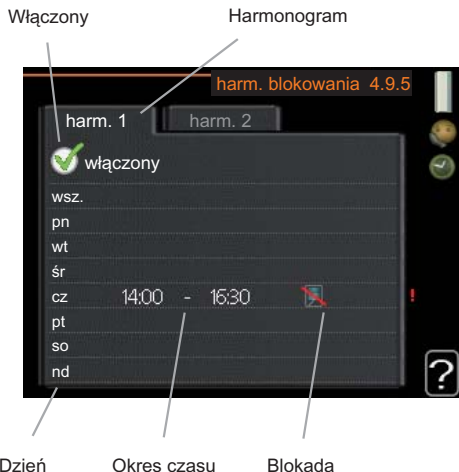 Włączony Harmonogram
harm. blokowania 4.9.5
harm. 1 harm. 2
włączony
wsz.
pn
wt
śr
cz 14:00 - 16:30 !
pt
so
nd
?
Dzień Okres czasu Blokada